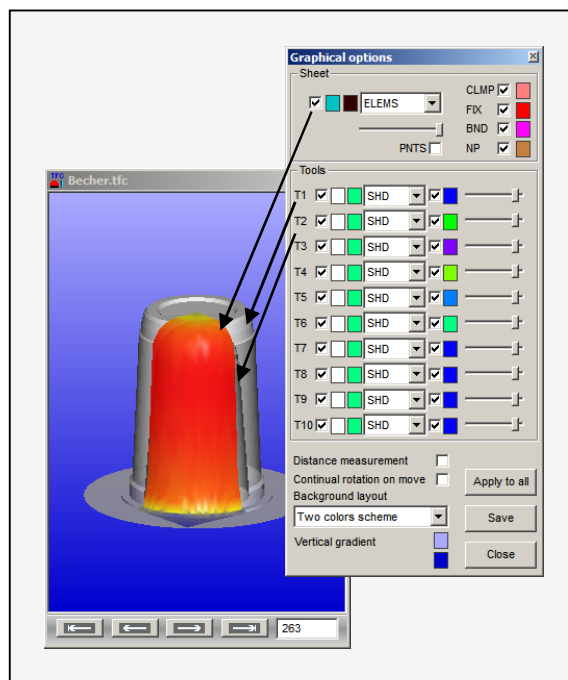 Graphical options
Sheet
ELEMS
CLMP
FIX
BND
PNTS
NP
TFC
Becher.tfc
Tools
T1 SHD
T2 SHD
T3 SHD
T4 SHD
T5 SHD
T6 SHD
T7 SHD
T8 SHD
T9 SHD
T10 SHD
Distance measurement
Continual rotation on move
Background layout
Two colors scheme
Vertical gradient
Apply to all
Save
Close
263